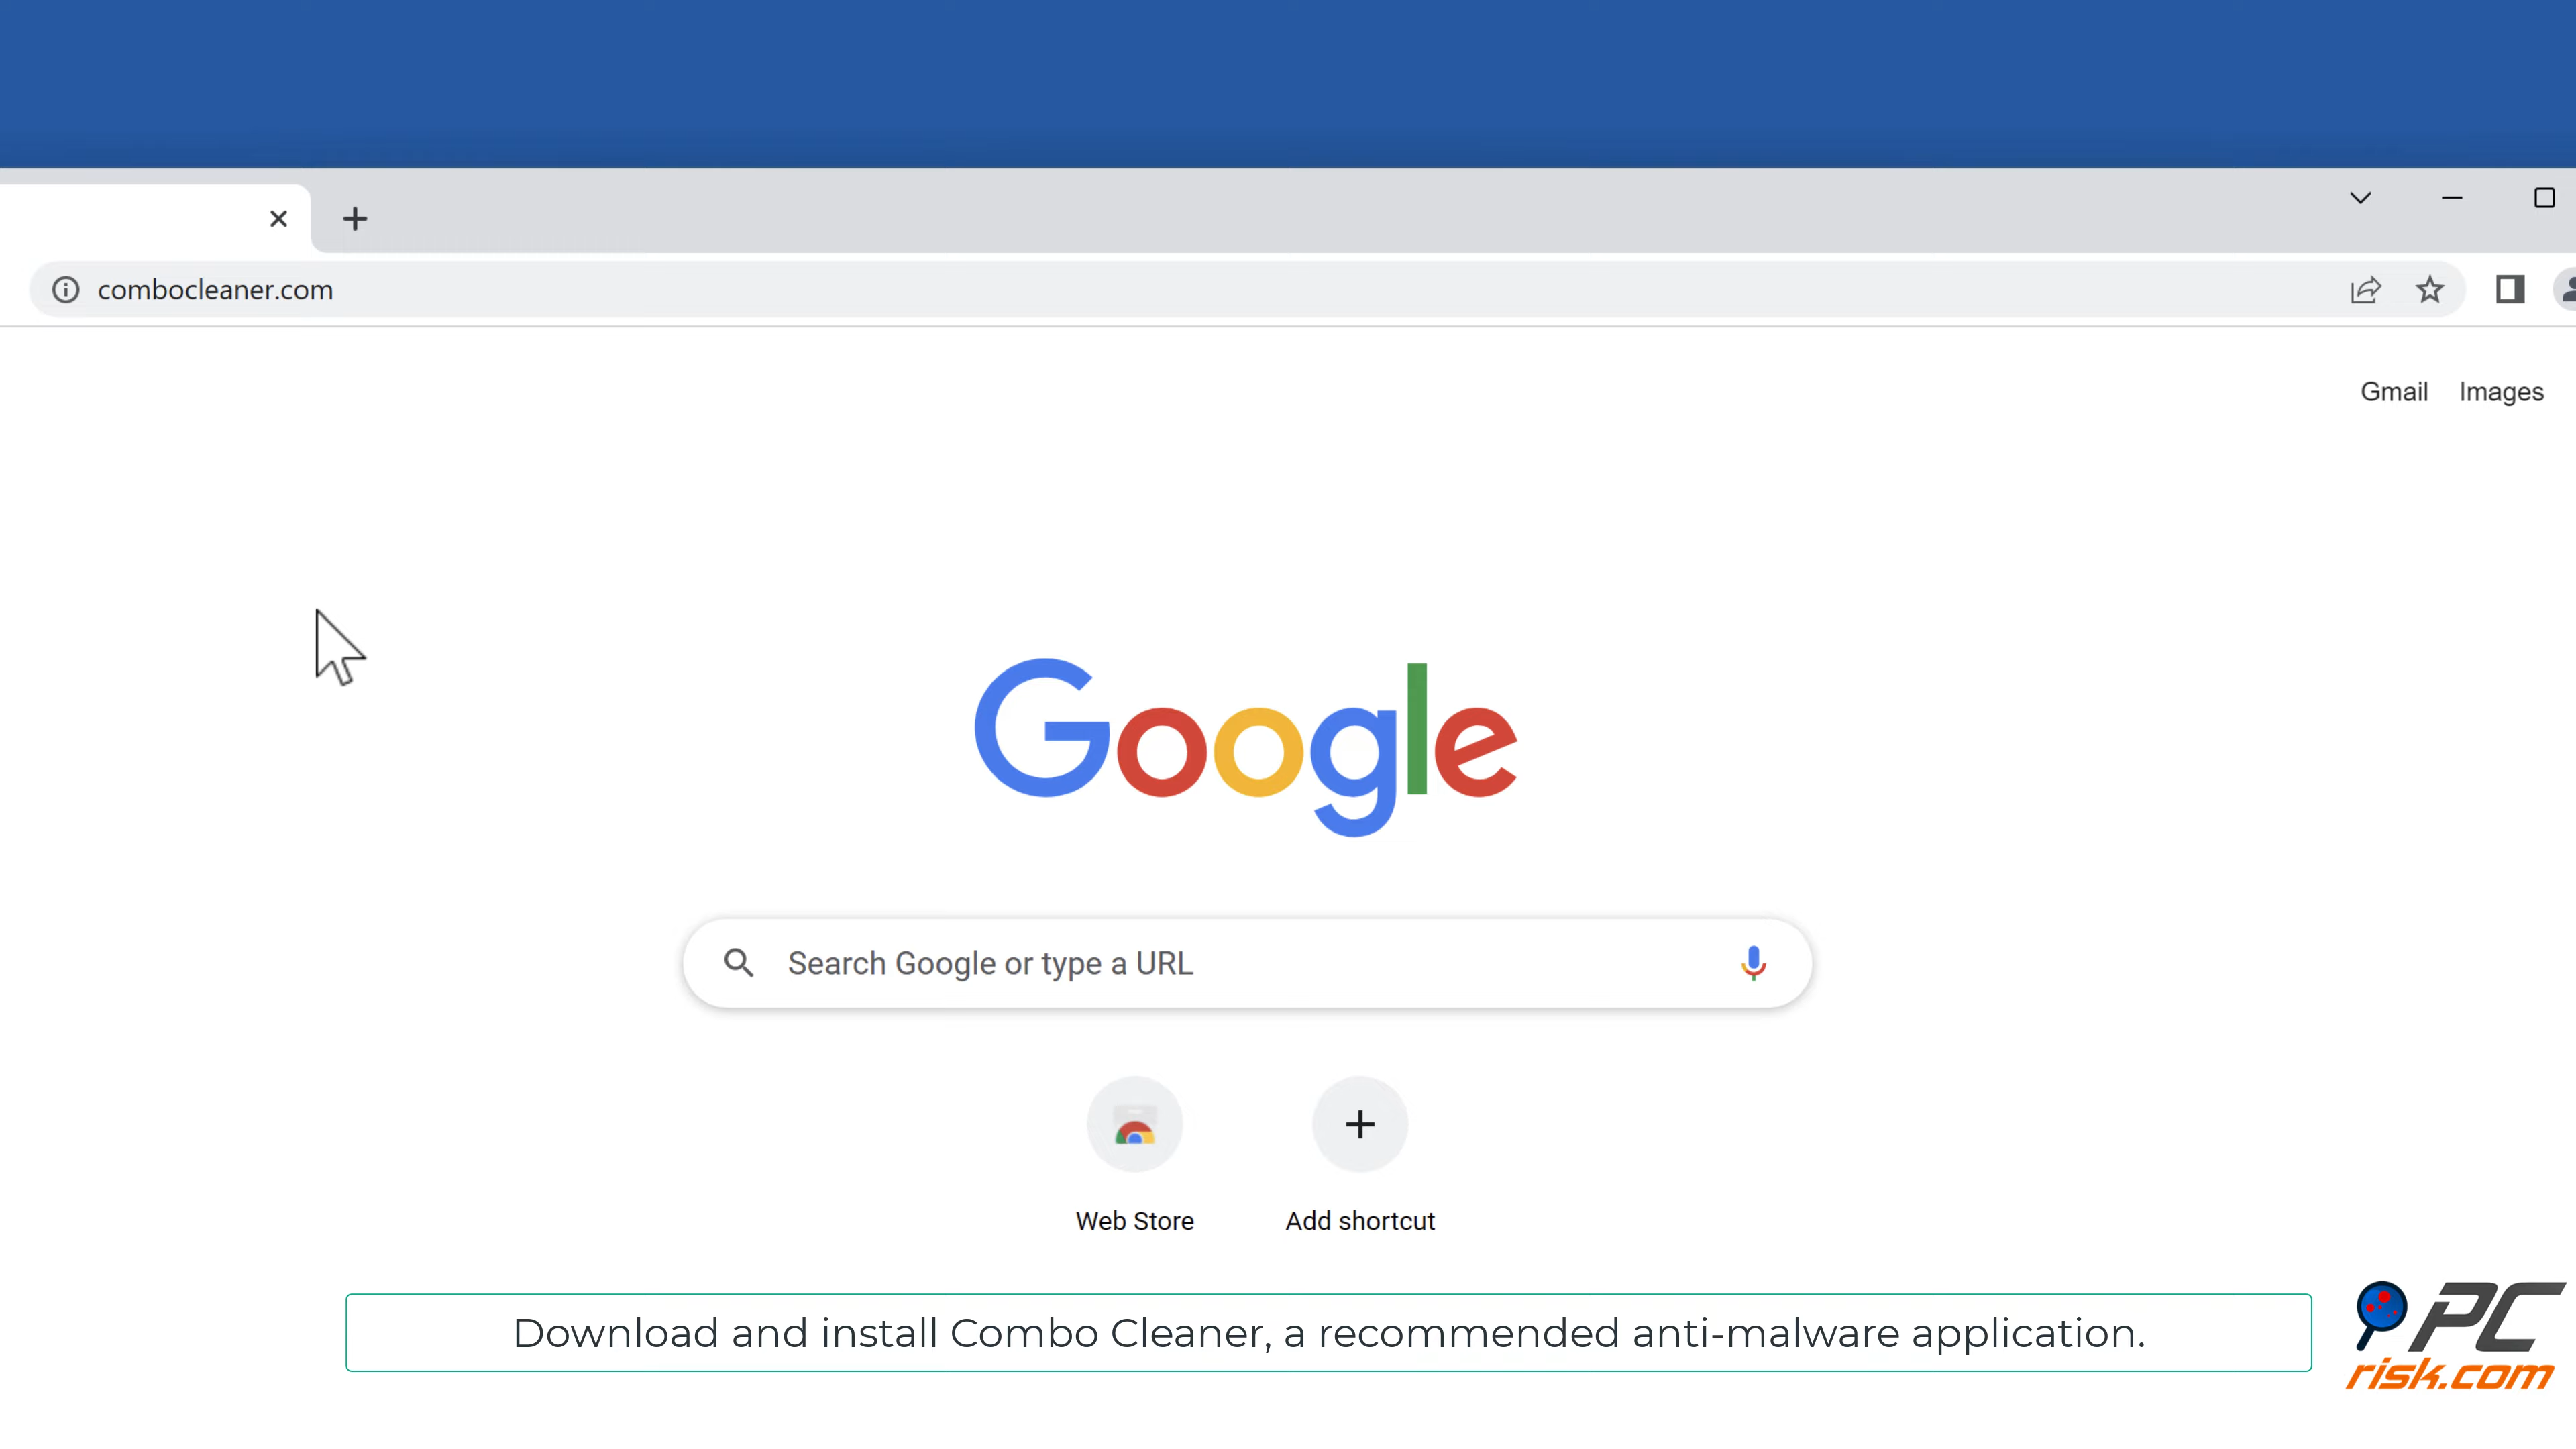 combocleaner.com
Gmail Images
Google
Search Google or type a URL
Web Store Add shortcut
Download and install Combo Cleaner, a recommended anti-malware application.
PC
risk.com